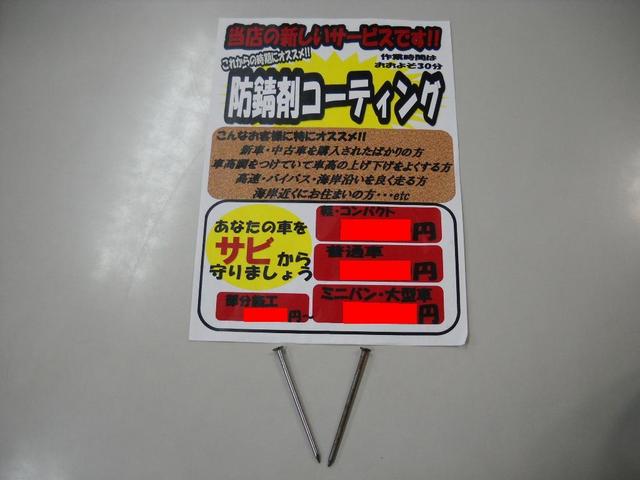 当店の新しいサービスです!!
これからの時期にオススメ!!
作業時間は
おおよそ30分
防錆剤コーティング
こんなお客様に特にオススメ!!
新車・中古車を購入されたばかりの方
車高調をつけていて車高の上げ下げをよくする方
高速・バイパス・海岸沿いを良く走る方
海岸近くにお住まいの方・・・etc
あなたの車を
サビから
守りましょう
軽・コンパクト
円
普通車
円
ミニバン・大型車
円
部分施工
円～